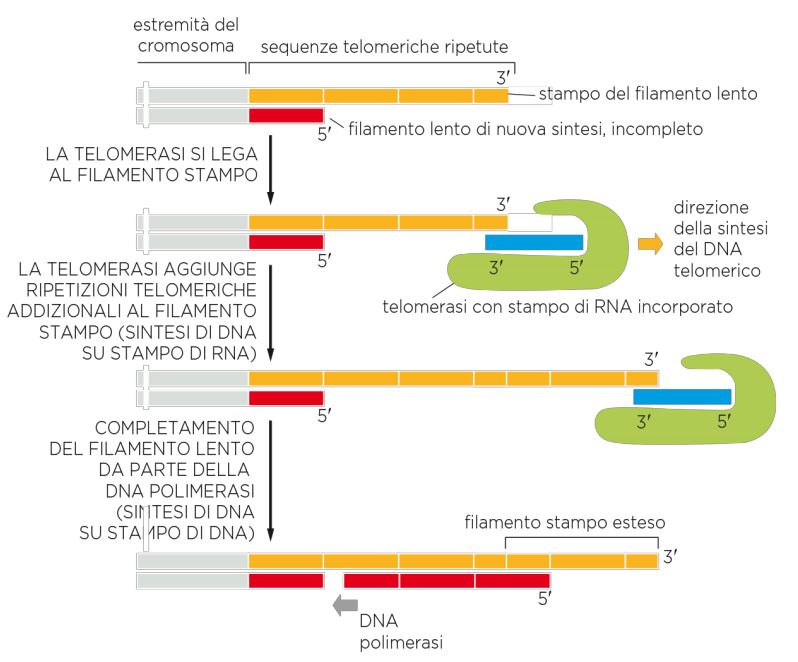 estremità del
cromosoma
sequenze telomeriche ripetute
3′
stampo del filamento lento
5′
filamento lento di nuova sintesi, incompleto
LA TELOMERASI SI LEGA
AL FILAMENTO STAMPO
3′
direzione
della sintesi
del DNA
telomerico
5′
3′ 5′
LA TELOMERASI AGGIUNGE
RIPETIZIONI TELOMERICHE
ADDIZIONALI AL FILAMENTO
STAMPO (SINTESI DI DNA
SU STAMPO DI RNA)
telomerasi con stampo di RNA incorporato
3′
5′
3′ 5′
COMPLETAMENTO
DEL FILAMENTO LENTO
DA PARTE DELLA
DNA POLIMERASI
(SINTESI DI DNA
SU STAMPO DI DNA)
filamento stampo esteso
3′
5′
DNA
polimerasi